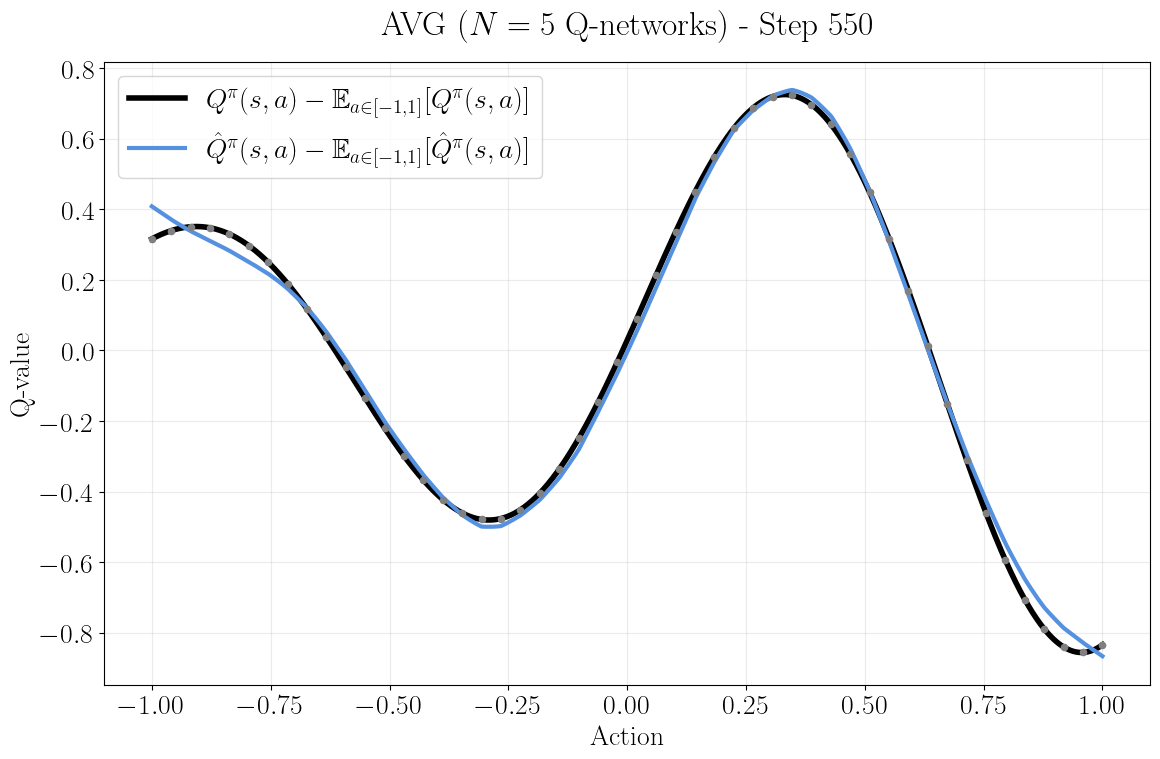 AVG (N = 5 Q-networks) - Step 550
Q^π(s, a) − 𝔼_{a∈[−1,1]}[Q^π(s, a)]
Q̂^π(s, a) − 𝔼_{a∈[−1,1]}[Q̂^π(s, a)]
Q-value
0.8
0.6
0.4
0.2
0.0
−0.2
−0.4
−0.6
−0.8
−1.00 −0.75 −0.50 −0.25 0.00 0.25 0.50 0.75 1.00
Action